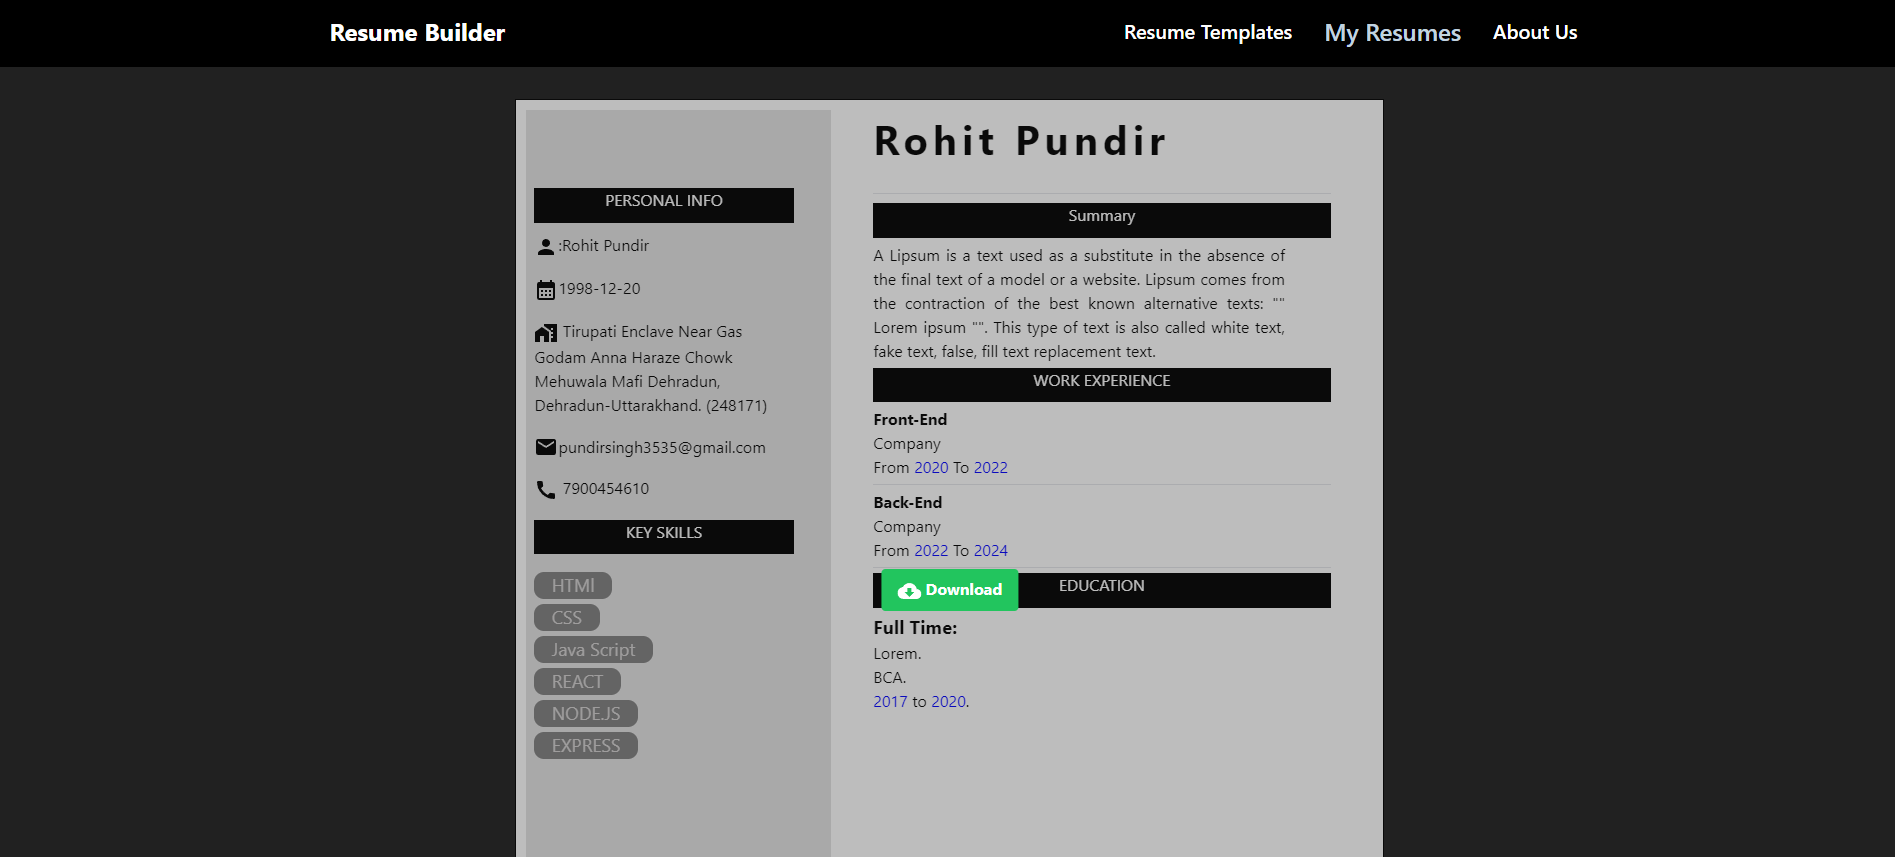 Resume Builder
Resume Templates
My Resumes
About Us
PERSONAL INFO
:Rohit Pundir
1998-12-20
Tirupati Enclave Near Gas
Godam Anna Haraze Chowk
Mehuwala Mafi Dehradun,
Dehradun-Uttarakhand. (248171)
pundirsingh3535@gmail.com
7900454610
KEY SKILLS
HTMl
CSS
Java Script
REACT
NODE.JS
EXPRESS
Rohit Pundir
Summary
A Lipsum is a text used as a substitute in the absence of
the final text of a model or a website. Lipsum comes from
the contraction of the best known alternative texts: ""
Lorem ipsum "". This type of text is also called white text,
fake text, false, fill text replacement text.
WORK EXPERIENCE
Front-End
Company
From 2020 To 2022
Back-End
Company
From 2022 To 2024
Download
EDUCATION
Full Time:
Lorem.
BCA.
2017 to 2020.